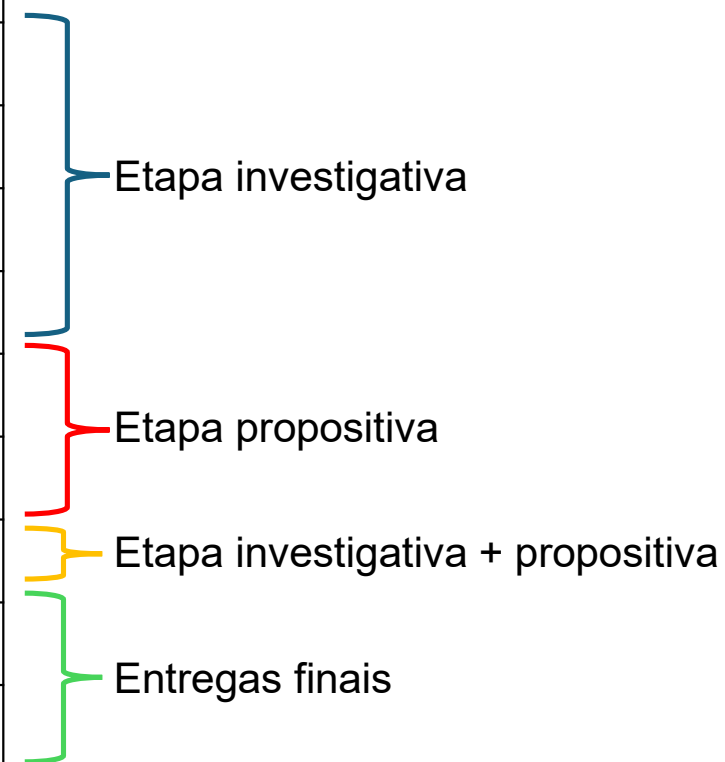 Etapa investigativa
Etapa propositiva
Etapa investigativa + propositiva
Entregas finais